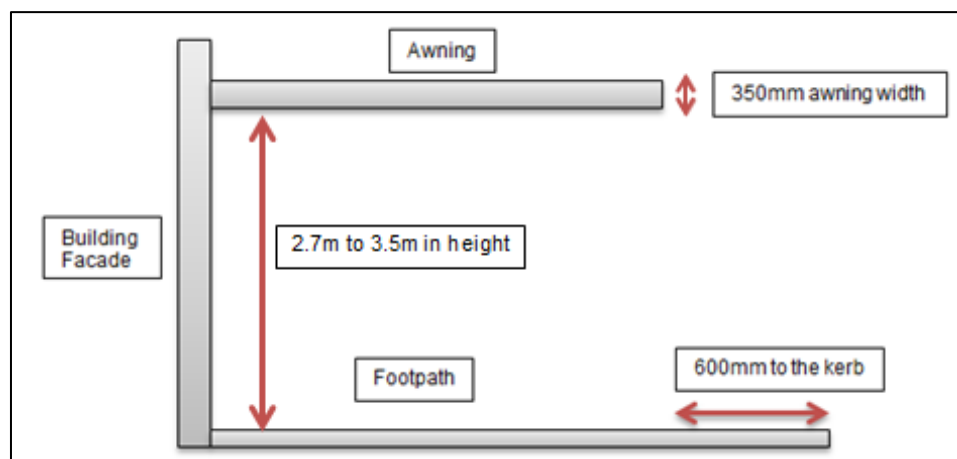 Awning
350mm awning width
Building
Facade
2.7m to 3.5m in height
600mm to the kerb
Footpath